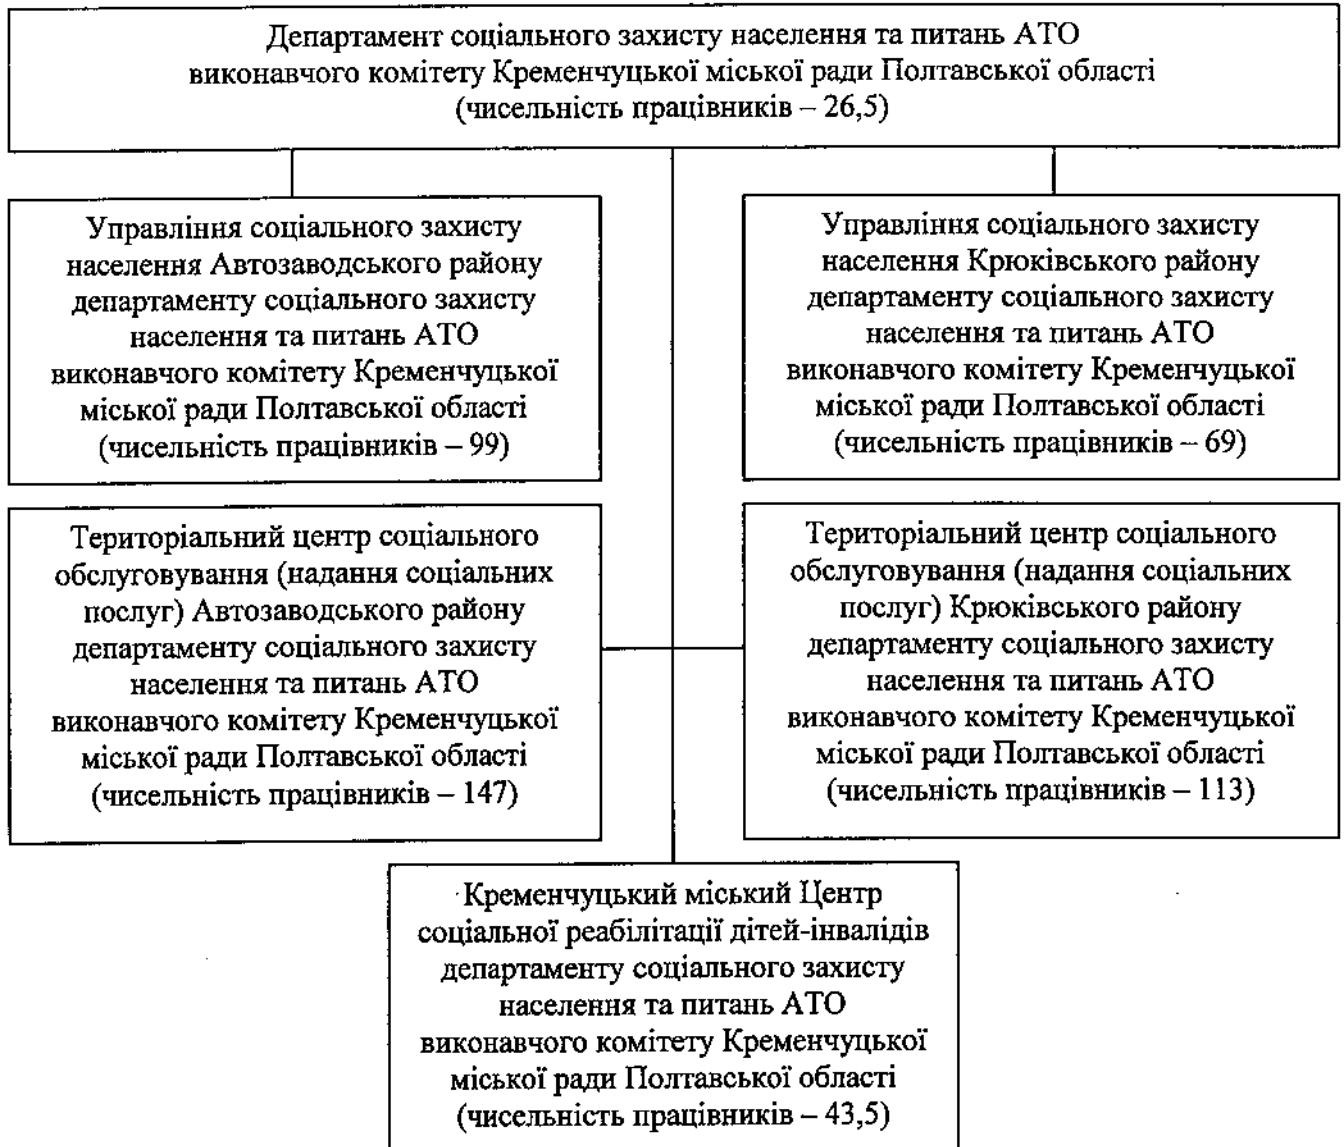 Департамент соціального захисту населення та питань АТО
виконавчого комітету Кременчуцької міської ради Полтавської області
(чисельність працівників – 26,5)
Управління соціального захисту
населення Автозаводського району
департаменту соціального захисту
населення та питань АТО
виконавчого комітету Кременчуцької
міської ради Полтавської області
(чисельність працівників – 99)
Управління соціального захисту
населення Крюківського району
департаменту соціального захисту
населення та питань АТО
виконавчого комітету Кременчуцької
міської ради Полтавської області
(чисельність працівників – 69)
Територіальний центр соціального
обслуговування (надання соціальних
послуг) Автозаводського району
департаменту соціального захисту
населення та питань АТО
виконавчого комітету Кременчуцької
міської ради Полтавської області
(чисельність працівників – 147)
Територіальний центр соціального
обслуговування (надання соціальних
послуг) Крюківського району
департаменту соціального захисту
населення та питань АТО
виконавчого комітету Кременчуцької
міської ради Полтавської області
(чисельність працівників – 113)
Кременчуцький міський Центр
соціальної реабілітації дітей-інвалідів
департаменту соціального захисту
населення та питань АТО
виконавчого комітету Кременчуцької
міської ради Полтавської області
(чисельність працівників – 43,5)